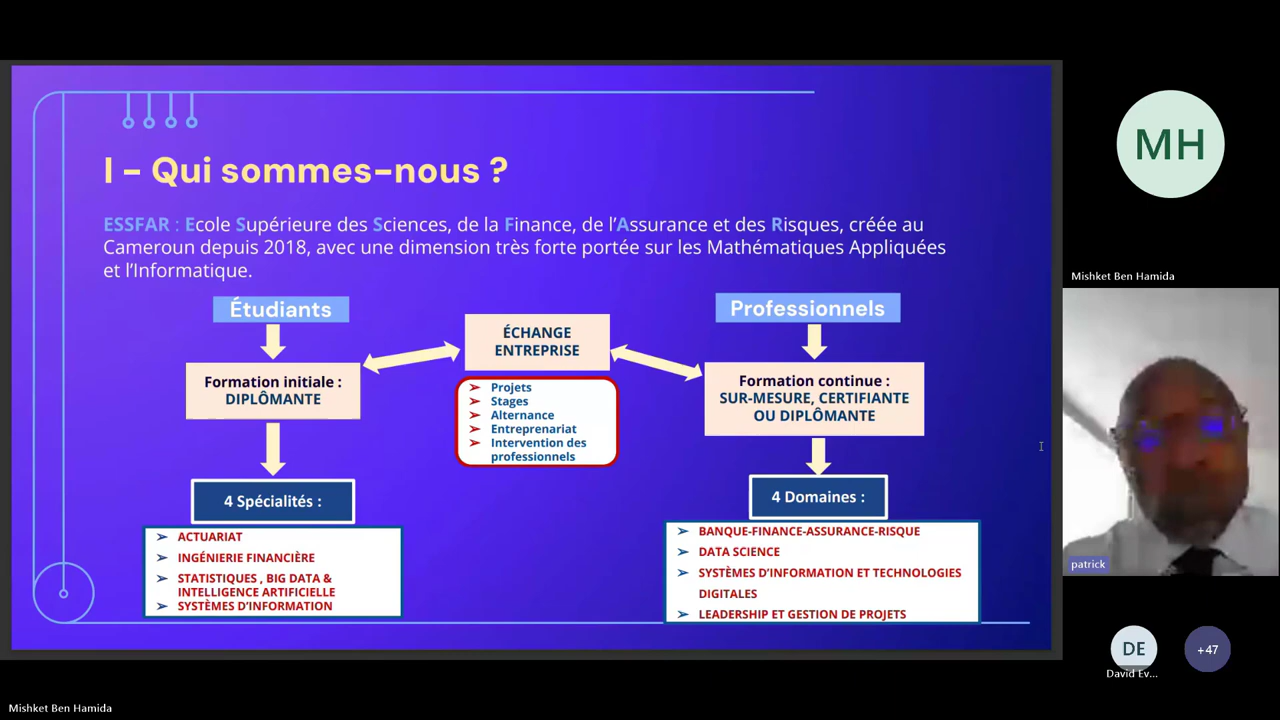 I – Qui sommes-nous ?
ESSFAR : Ecole Supérieure des Sciences, de la Finance, de l'Assurance et des Risques, créée au
Cameroun depuis 2018, avec une dimension très forte portée sur les Mathématiques Appliquées
et l'Informatique.
Étudiants
Formation initiale :
DIPLÔMANTE
4 Spécialités :
ACTUARIAT
INGÉNIERIE FINANCIÈRE
STATISTIQUES , BIG DATA &
INTELLIGENCE ARTIFICIELLE
SYSTÈMES D'INFORMATION
ÉCHANGE
ENTREPRISE
Projets
Stages
Alternance
Entreprenariat
Intervention des
professionnels
Professionnels
Formation continue :
SUR-MESURE, CERTIFIANTE
OU DIPLÔMANTE
4 Domaines :
BANQUE-FINANCE-ASSURANCE-RISQUE
DATA SCIENCE
SYSTÈMES D'INFORMATION ET TECHNOLOGIES
DIGITALES
LEADERSHIP ET GESTION DE PROJETS
MH
Mishket Ben Hamida
patrick
DE
David Ev...
+47
Mishket Ben Hamida